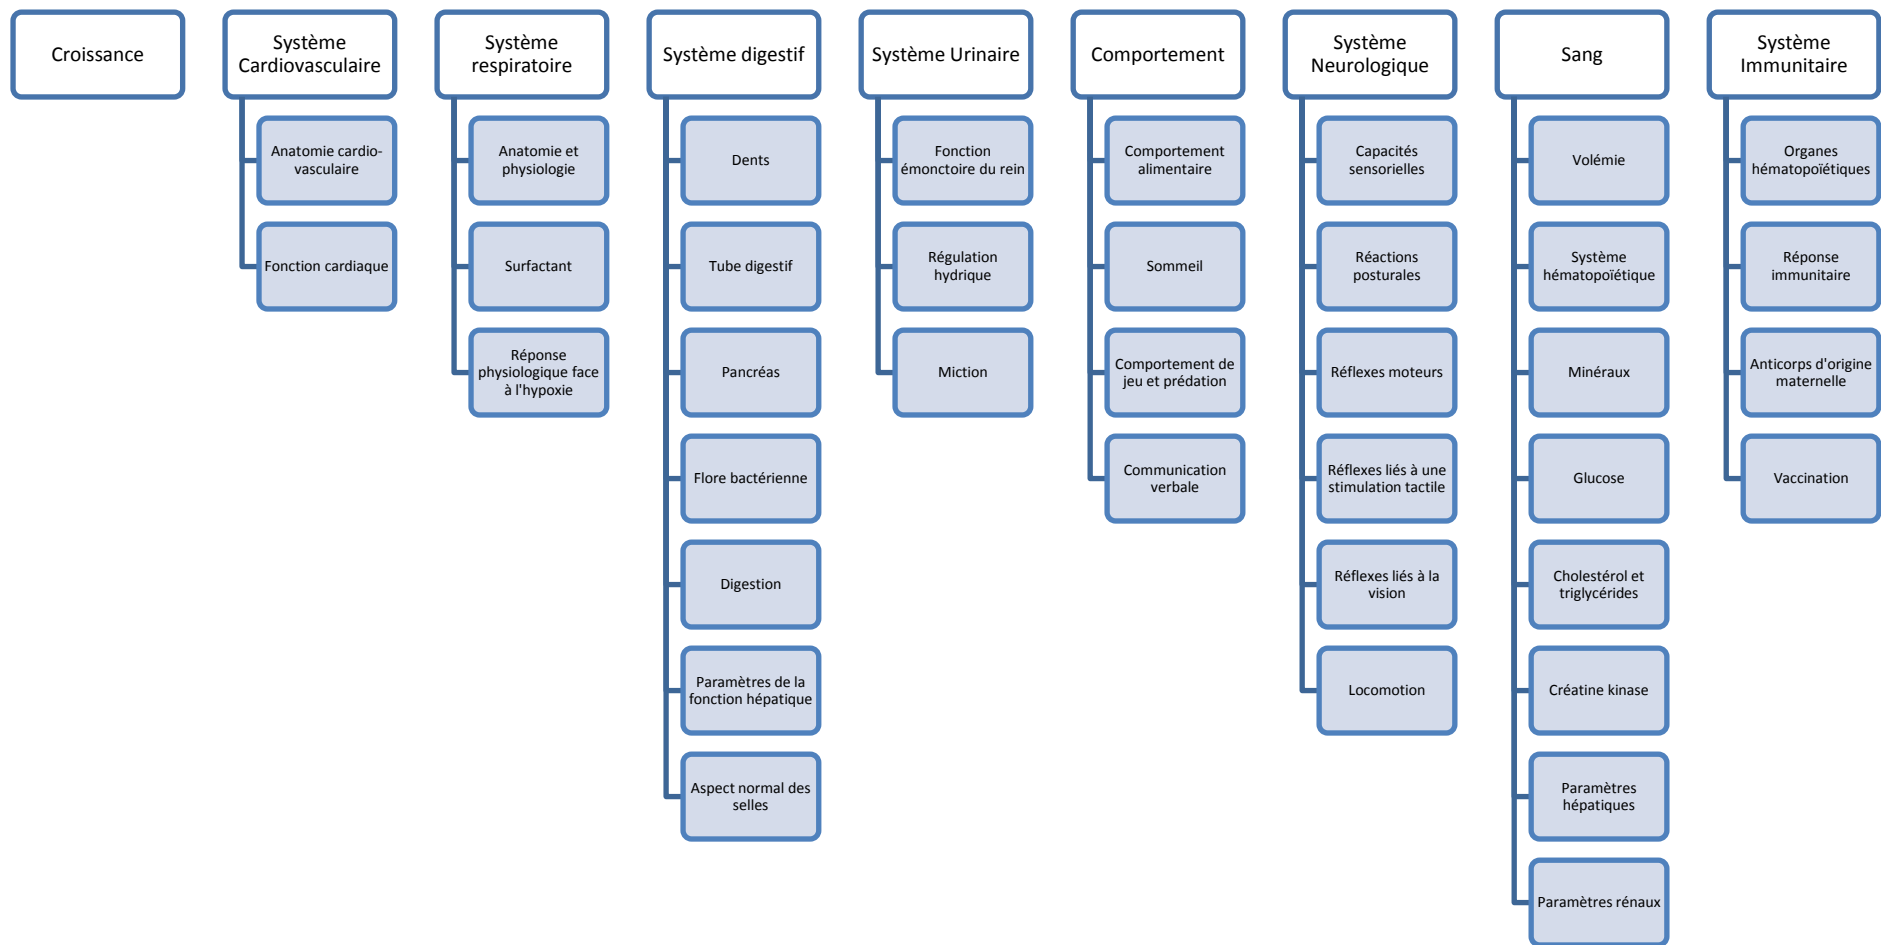 Croissance
Système
Cardiovasculaire
Anatomie cardio-
vasculaire
Fonction cardiaque
Système
respiratoire
Anatomie et
physiologie
Surfactant
Réponse
physiologique face
à l'hypoxie
Système digestif
Dents
Tube digestif
Pancréas
Flore bactérienne
Digestion
Paramètres de la
fonction hépatique
Aspect normal des
selles
Système Urinaire
Fonction
émonctoire du rein
Régulation
hydrique
Miction
Comportement
Comportement
alimentaire
Sommeil
Comportement de
jeu et prédation
Communication
verbale
Système
Neurologique
Capacités
sensorielles
Réactions
posturales
Réflexes moteurs
Réflexes liés à une
stimulation tactile
Réflexes liés à la
vision
Locomotion
Sang
Volémie
Système
hématopoïétique
Minéraux
Glucose
Cholestérol et
triglycérides
Créatine kinase
Paramètres
hépatiques
Paramètres rénaux
Système
Immunitaire
Organes
hématopoïétiques
Réponse
immunitaire
Anticorps d'origine
maternelle
Vaccination